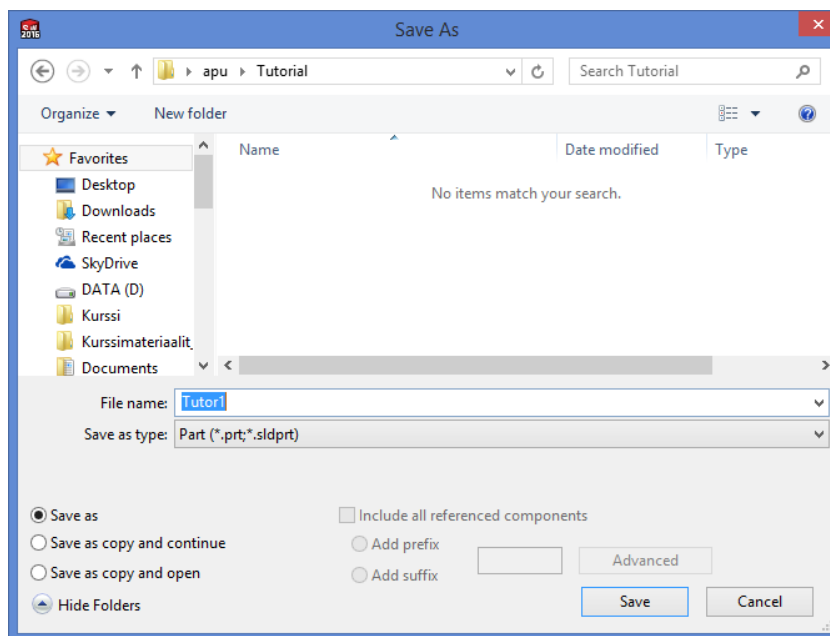 SW
2016
Save As
apu Tutorial
Search Tutorial
Organize
New folder
Favorites
Desktop
Downloads
Recent places
SkyDrive
DATA (D)
Kurssi
Kurssimateriaalit_
Documents
Name
Date modified
Type
No items match your search.
File name: Tutor1
Save as type: Part (*.prt;*.sldprt)
Save as
Save as copy and continue
Save as copy and open
Include all referenced components
Add prefix
Add suffix
Advanced
Hide Folders
Save
Cancel